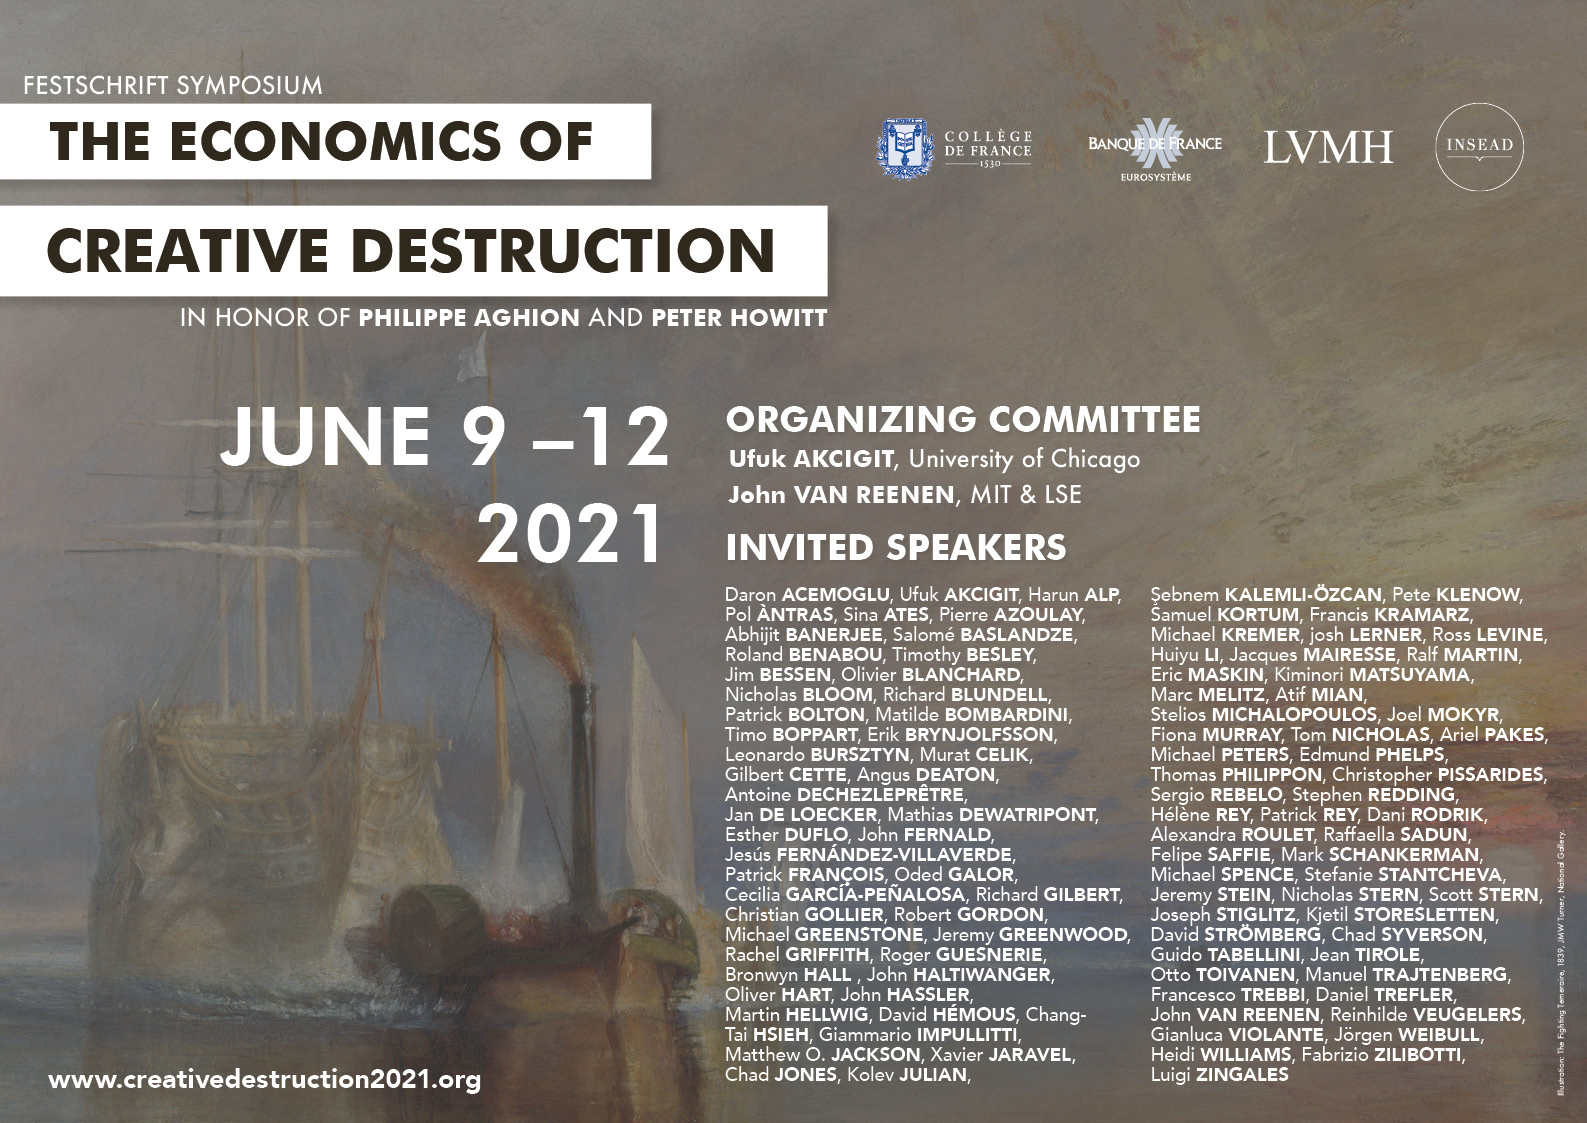 FESTSCHRIFT SYMPOSIUM
THE ECONOMICS OF
CREATIVE DESTRUCTION
IN HONOR OF PHILIPPE AGHION AND PETER HOWITT
COLLÈGE
DE FRANCE
1530
BANQUE DE FRANCE
EUROSYSTÈME
LVMH
INSEAD
JUNE 9 –12
2021
ORGANIZING COMMITTEE
Ufuk AKCIGIT, University of Chicago
John VAN REENEN, MIT & LSE
INVITED SPEAKERS
Daron ACEMOGLU, Ufuk AKCIGIT, Harun ALP,
Pol ÀNTRAS, Sina ATES, Pierre AZOULAY,
Abhijit BANERJEE, Salomé BASLANDZE,
Roland BENABOU, Timothy BESLEY,
Jim BESSEN, Olivier BLANCHARD,
Nicholas BLOOM, Richard BLUNDELL,
Patrick BOLTON, Matilde BOMBARDINI,
Timo BOPPART, Erik BRYNJOLFSSON,
Leonardo BURSZTYN, Murat CELIK,
Gilbert CETTE, Angus DEATON,
Antoine DECHEZLEPRÊTRE,
Jan DE LOECKER, Mathias DEWATRIPONT,
Esther DUFLO, John FERNALD,
Jesús FERNÁNDEZ-VILLAVERDE,
Patrick FRANÇOIS, Oded GALOR,
Cecilia GARCÍA-PEÑALOSA, Richard GILBERT,
Christian GOLLIER, Robert GORDON,
Michael GREENSTONE, Jeremy GREENWOOD,
Rachel GRIFFITH, Roger GUESNERIE,
Bronwyn HALL , John HALTIWANGER,
Oliver HART, John HASSLER,
Martin HELLWIG, David HÉMOUS, Chang-
Tai HSIEH, Giammario IMPULLITTI,
Matthew O. JACKSON, Xavier JARAVEL,
Chad JONES, Kolev JULIAN,
Şebnem KALEMLI-ÖZCAN, Pete KLENOW,
Samuel KORTUM, Francis KRAMARZ,
Michael KREMER, josh LERNER, Ross LEVINE,
Huiyu LI, Jacques MAIRESSE, Ralf MARTIN,
Eric MASKIN, Kiminori MATSUYAMA,
Marc MELITZ, Atif MIAN,
Stelios MICHALOPOULOS, Joel MOKYR,
Fiona MURRAY, Tom NICHOLAS, Ariel PAKES,
Michael PETERS, Edmund PHELPS,
Thomas PHILIPPON, Christopher PISSARIDES,
Sergio REBELO, Stephen REDDING,
Hélène REY, Patrick REY, Dani RODRIK,
Alexandra ROULET, Raffaella SADUN,
Felipe SAFFIE, Mark SCHANKERMAN,
Michael SPENCE, Stefanie STANTCHEVA,
Jeremy STEIN, Nicholas STERN, Scott STERN,
Joseph STIGLITZ, Kjetil STORESLETTEN,
David STRÖMBERG, Chad SYVERSON,
Guido TABELLINI, Jean TIROLE,
Otto TOIVANEN, Manuel TRAJTENBERG,
Francesco TREBBI, Daniel TREFLER,
John VAN REENEN, Reinhilde VEUGELERS,
Gianluca VIOLANTE, Jörgen WEIBULL,
Heidi WILLIAMS, Fabrizio ZILIBOTTI,
Luigi ZINGALES
www.creativedestruction2021.org
Illustration: The Fighting Temeraire, 1839, JMW Turner, National Gallery.